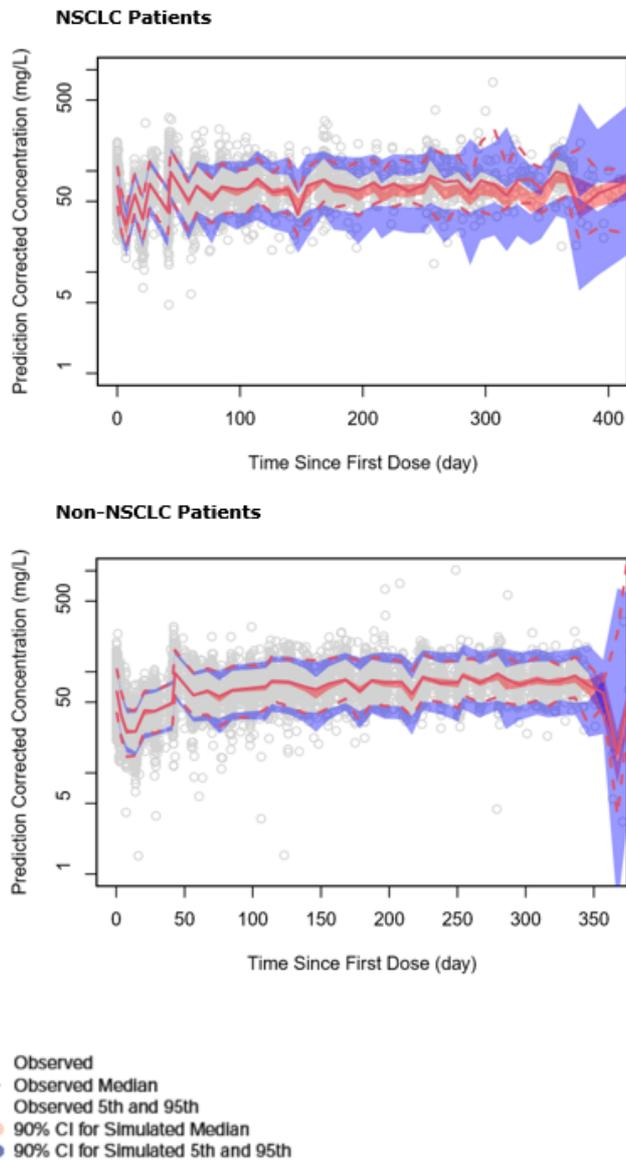 NSCLC Patients
Prediction Corrected Concentration (mg/L)
500
50
5
1
0 100 200 300 400
Time Since First Dose (day)
Non-NSCLC Patients
Prediction Corrected Concentration (mg/L)
500
50
5
1
0 50 100 150 200 250 300 350
Time Since First Dose (day)
Observed
Observed Median
Observed 5th and 95th
90% CI for Simulated Median
90% CI for Simulated 5th and 95th